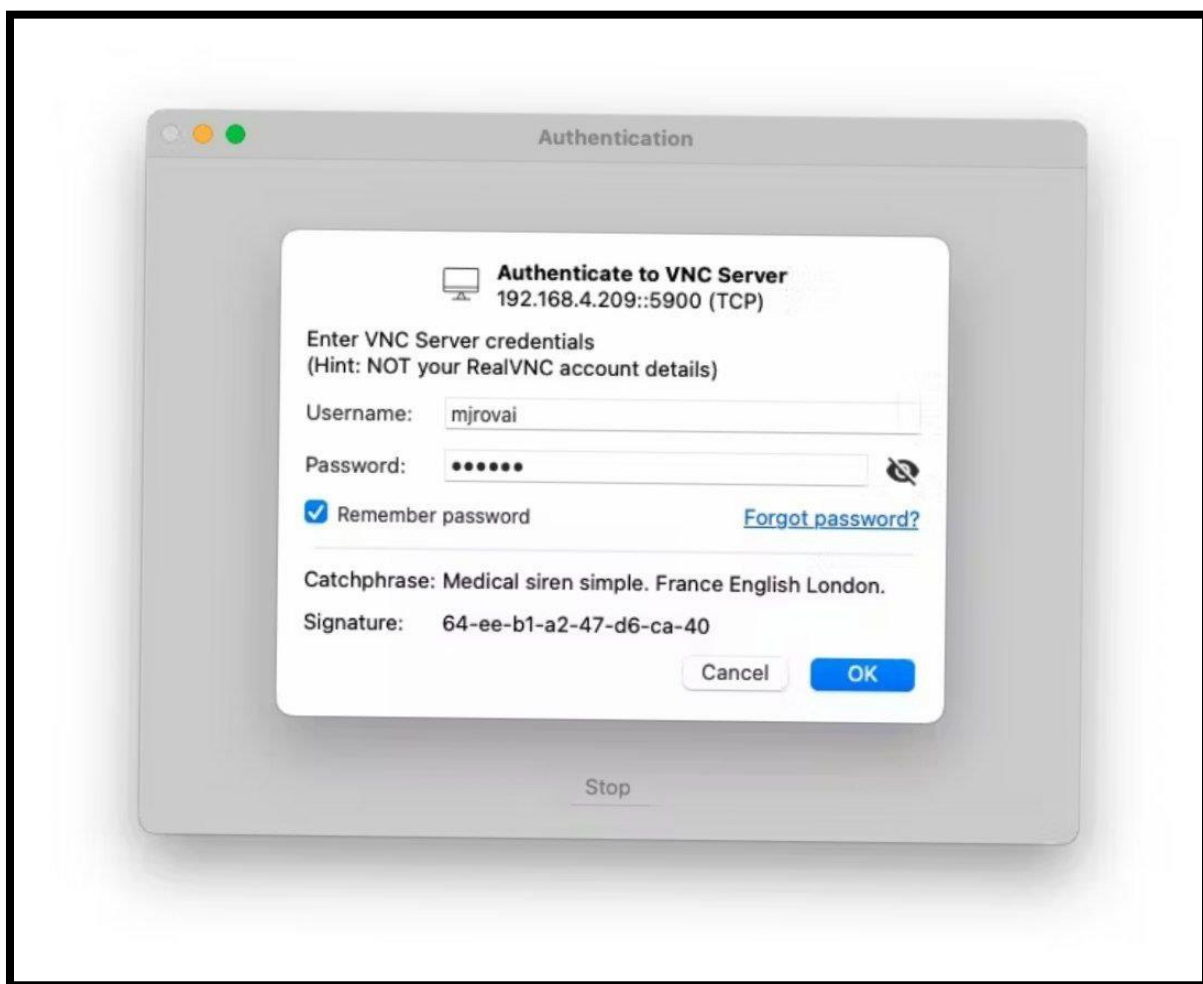 Authentication
Authenticate to VNC Server
192.168.4.209::5900 (TCP)
Enter VNC Server credentials
(Hint: NOT your RealVNC account details)
Username: mjrovai
Password: ••••••
Remember password Forgot password?
Catchphrase: Medical siren simple. France English London.
Signature: 64-ee-b1-a2-47-d6-ca-40
Cancel OK
Stop